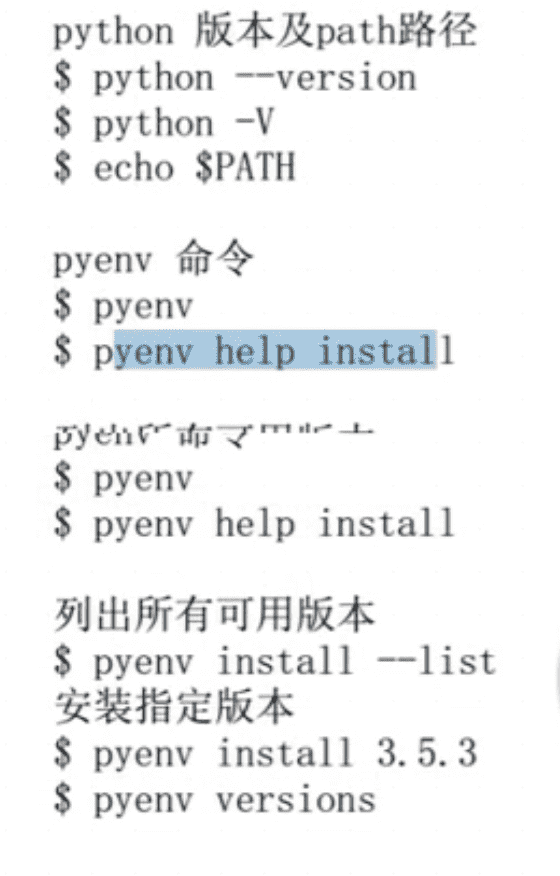 python 版本及path路径
$ python --version
$ python -V
$ echo $PATH
pyenv 命令
$ pyenv
$ pyenv help install
$ pyenv
$ pyenv help install
列出所有可用版本
$ pyenv install --list
安装指定版本
$ pyenv install 3.5.3
$ pyenv versions